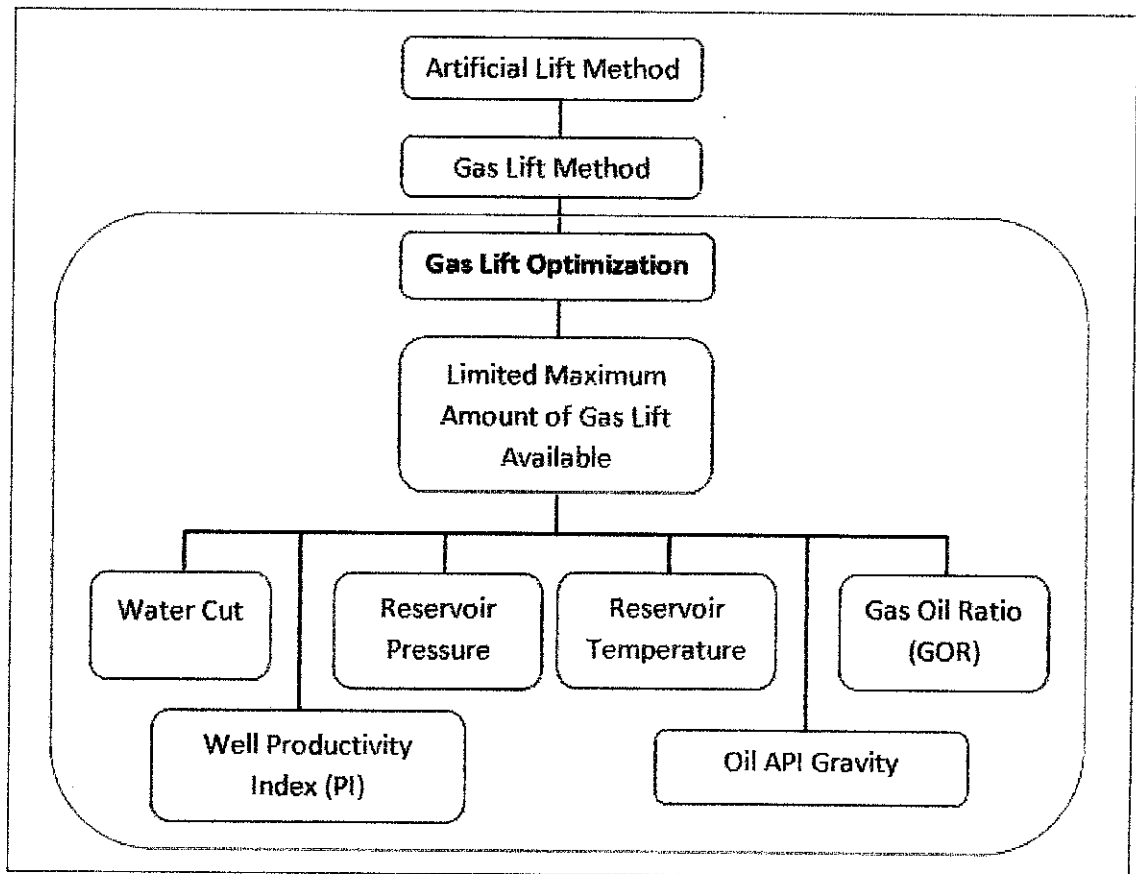 Artificial Lift Method
Gas Lift Method
Gas Lift Optimization
Limited Maximum
Amount of Gas Lift
Available
Water Cut
Reservoir
Pressure
Reservoir
Temperature
Gas Oil Ratio
(GOR)
Well Productivity
Index (PI)
Oil API Gravity